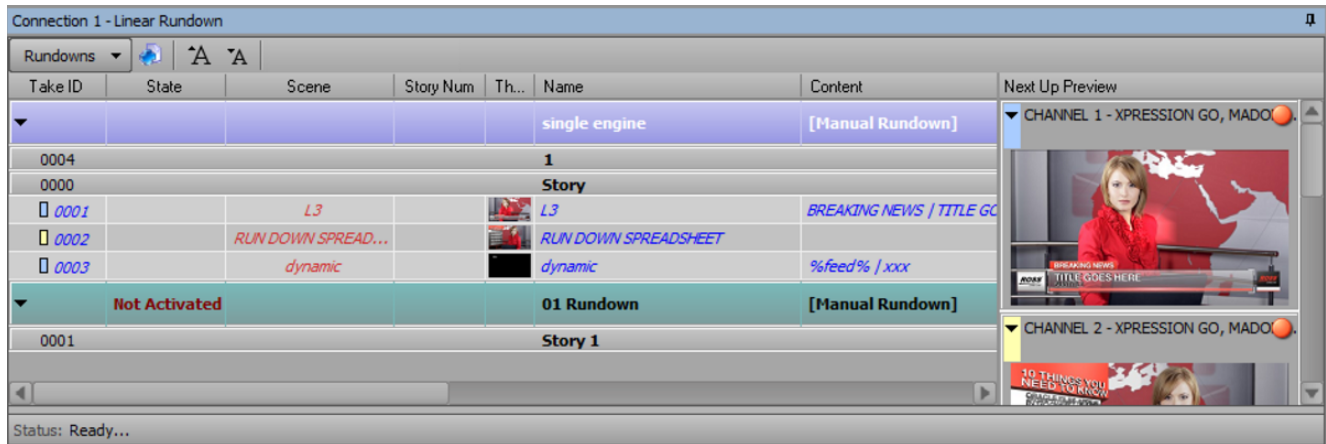 Connection 1 - Linear Rundown
Rundowns A A
Take ID State Scene Story Num Th... Name Content Next Up Preview
single engine [Manual Rundown]
0004 1
0000 Story
0001 L3 L3 BREAKING NEWS | TITLE GO
0002 RUN DOWN SPREAD... RUN DOWN SPREADSHEET
0003 dynamic dynamic %feed% | xxx
Not Activated 01 Rundown [Manual Rundown]
0001 Story 1
CHANNEL 1 - XPRESSION GO, MADO
BREAKING NEWS
ROSS TITLE GOES HERE ROSS
CHANNEL 2 - XPRESSION GO, MADO
10 THINGS YOU
NEED TO KNOW
Status: Ready...